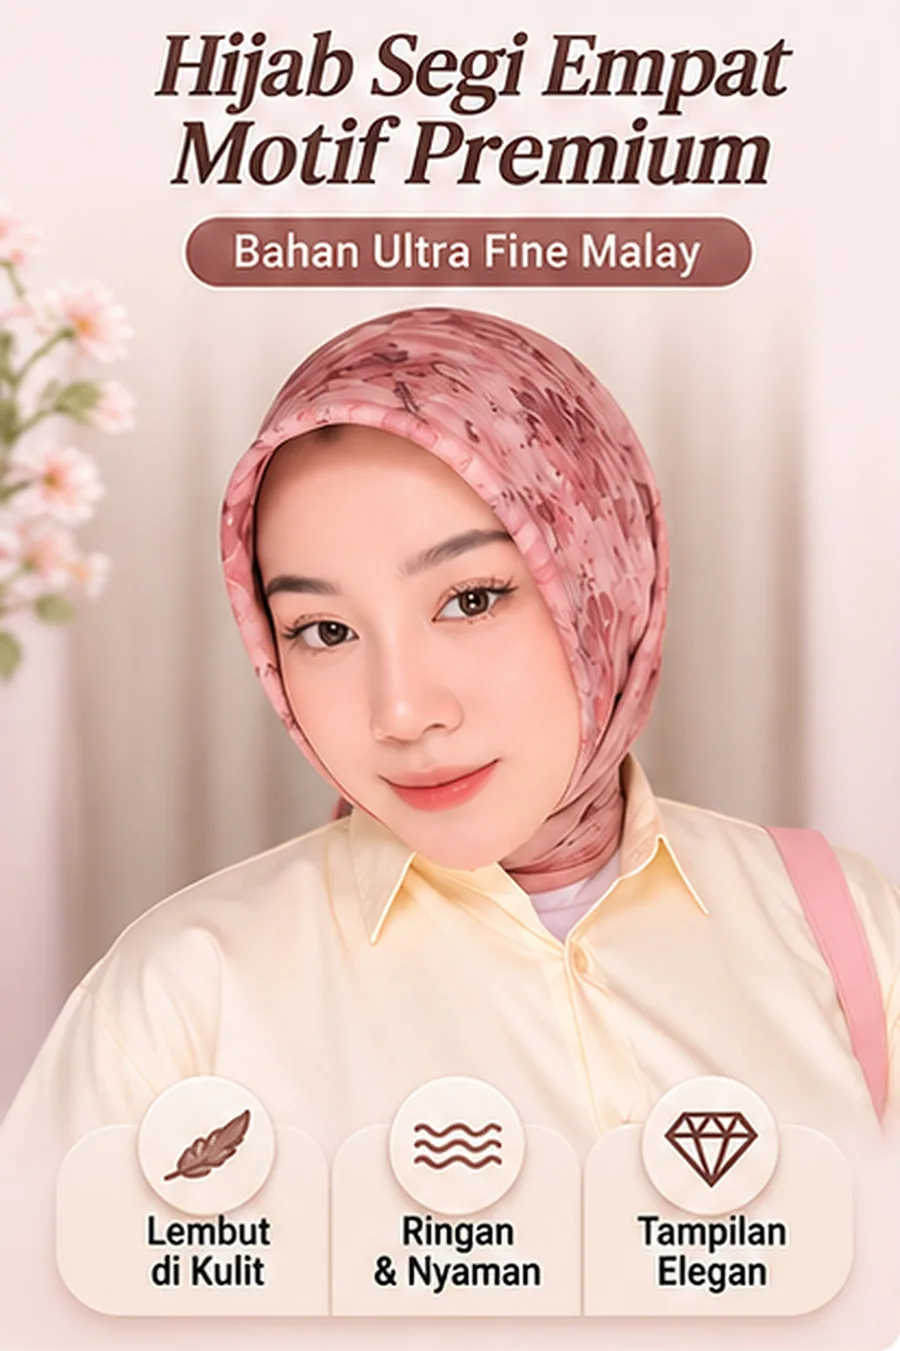 Hijab Segi Empat
Motif Premium
Bahan Ultra Fine Malay
Lembut
di Kulit
Ringan
& Nyaman
Tampilan
Elegan